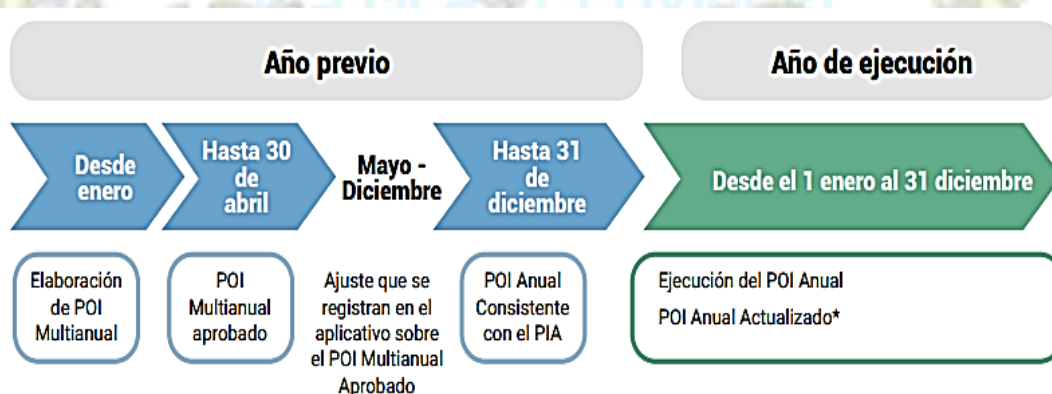 Año previo
Año de ejecución
Desde
enero
Hasta 30
de
abril
Mayo -
Diciembre
Hasta 31
de
diciembre
Desde el 1 enero al 31 diciembre
Elaboración
de POI
Multianual
POI
Multianual
aprobado
Ajuste que se
registran en el
aplicativo sobre
el POI Multianual
Aprobado
POI Anual
Consistente
con el PIA
Ejecución del POI Anual
POI Anual Actualizado*